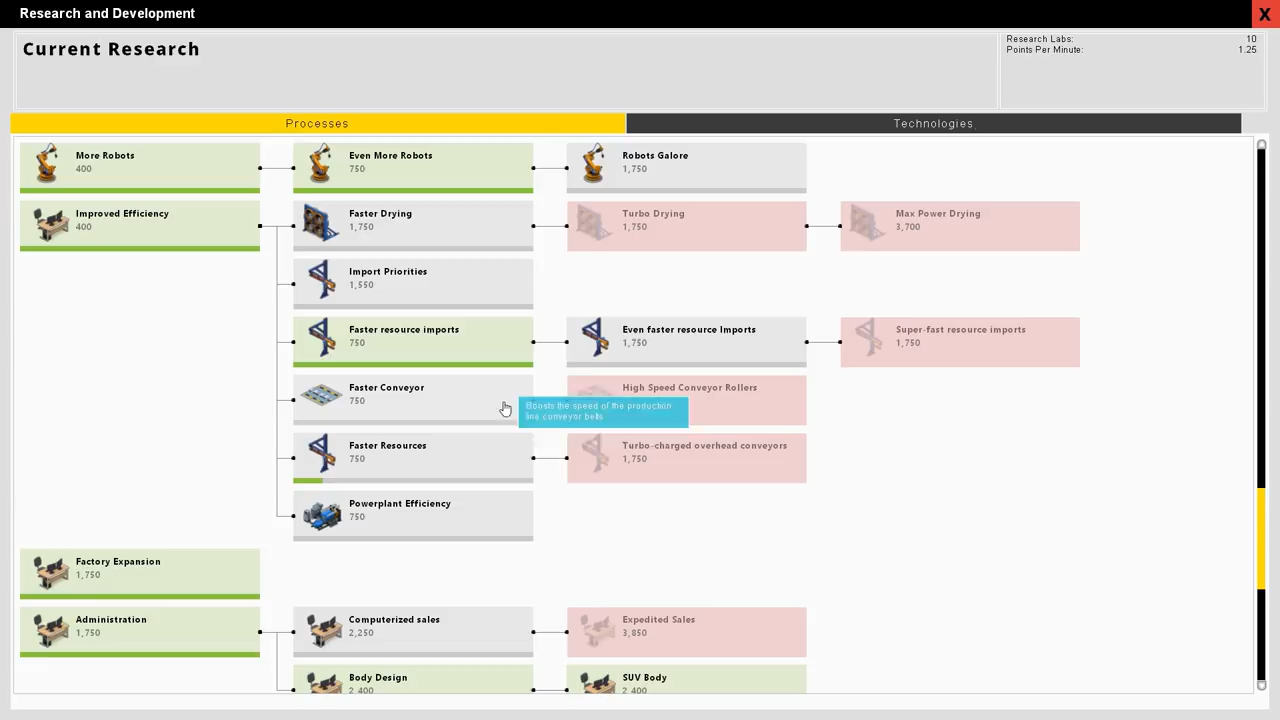 Research and Development
X
Current Research
Research Labs: 10
Points Per Minute: 1.25
Processes
Technologies
More Robots
400
Even More Robots
750
Robots Galore
1,750
Improved Efficiency
400
Faster Drying
1,750
Turbo Drying
1,750
Max Power Drying
3,700
Import Priorities
1,550
Faster resource imports
750
Even faster resource Imports
1,750
Super-fast resource imports
1,750
Faster Conveyor
750
High Speed Conveyor Rollers
Boosts the speed of the production
line conveyor belts
Faster Resources
750
Turbo-charged overhead conveyors
1,750
Powerplant Efficiency
750
Factory Expansion
1,750
Administration
1,750
Computerized sales
2,250
Expedited Sales
3,850
Body Design
2,400
SUV Body
2,400